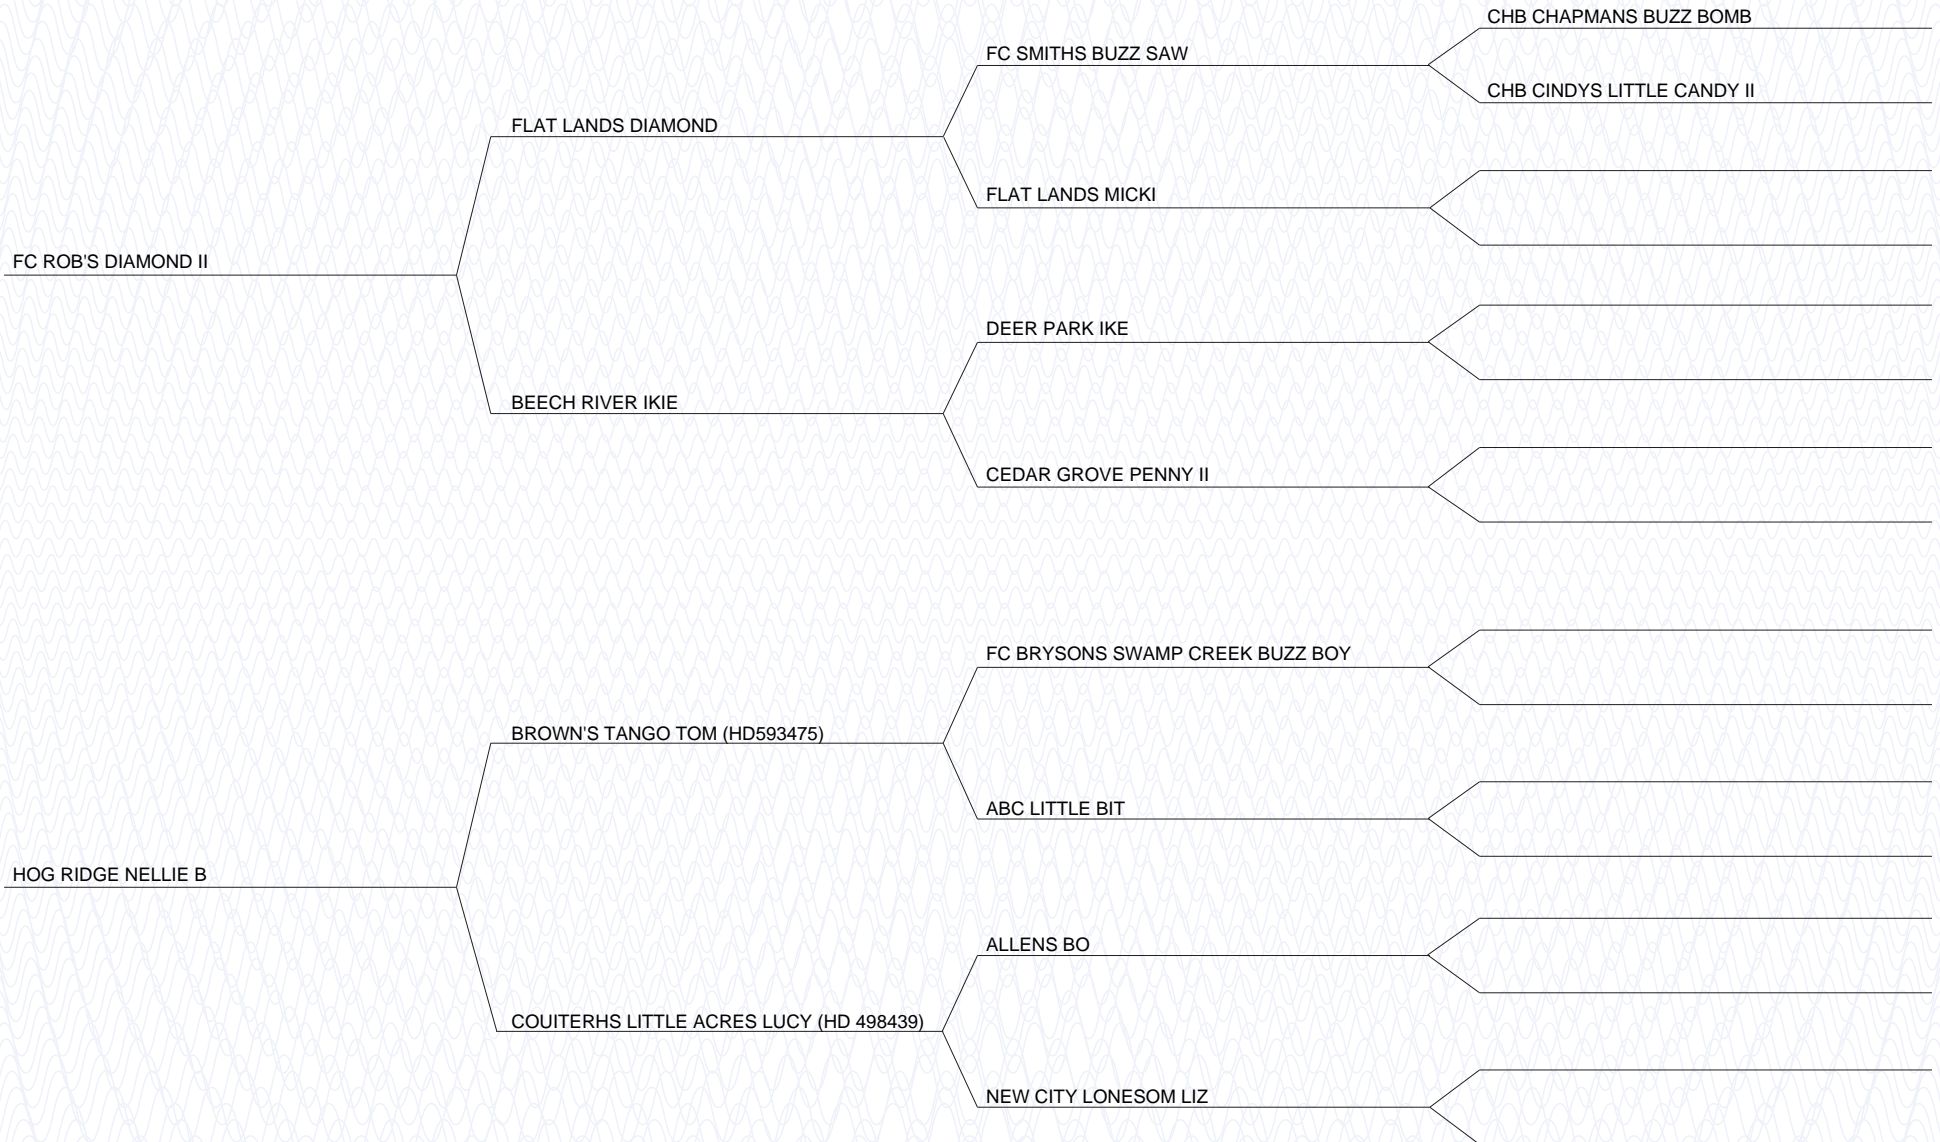 CHB CHAPMANS BUZZ BOMB
FC SMITHS BUZZ SAW
CHB CINDYS LITTLE CANDY II
FLAT LANDS DIAMOND
FLAT LANDS MICKI
FC ROB'S DIAMOND II
DEER PARK IKE
BEECH RIVER IKIE
CEDAR GROVE PENNY II
FC BRYSONS SWAMP CREEK BUZZ BOY
BROWN'S TANGO TOM (HD593475)
ABC LITTLE BIT
HOG RIDGE NELLIE B
ALLENS BO
COUITERHS LITTLE ACRES LUCY (HD 498439)
NEW CITY LONESOM LIZ